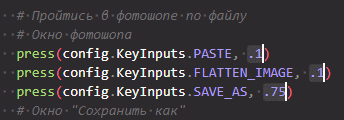 # Пройтись в фотошопе по файлу
# Окно фотошопа
press(config.KeyInputs.PASTE, .1)
press(config.KeyInputs.FLATTEN_IMAGE, .1)
press(config.KeyInputs.SAVE_AS, .75)
# Окно "Сохранить как"